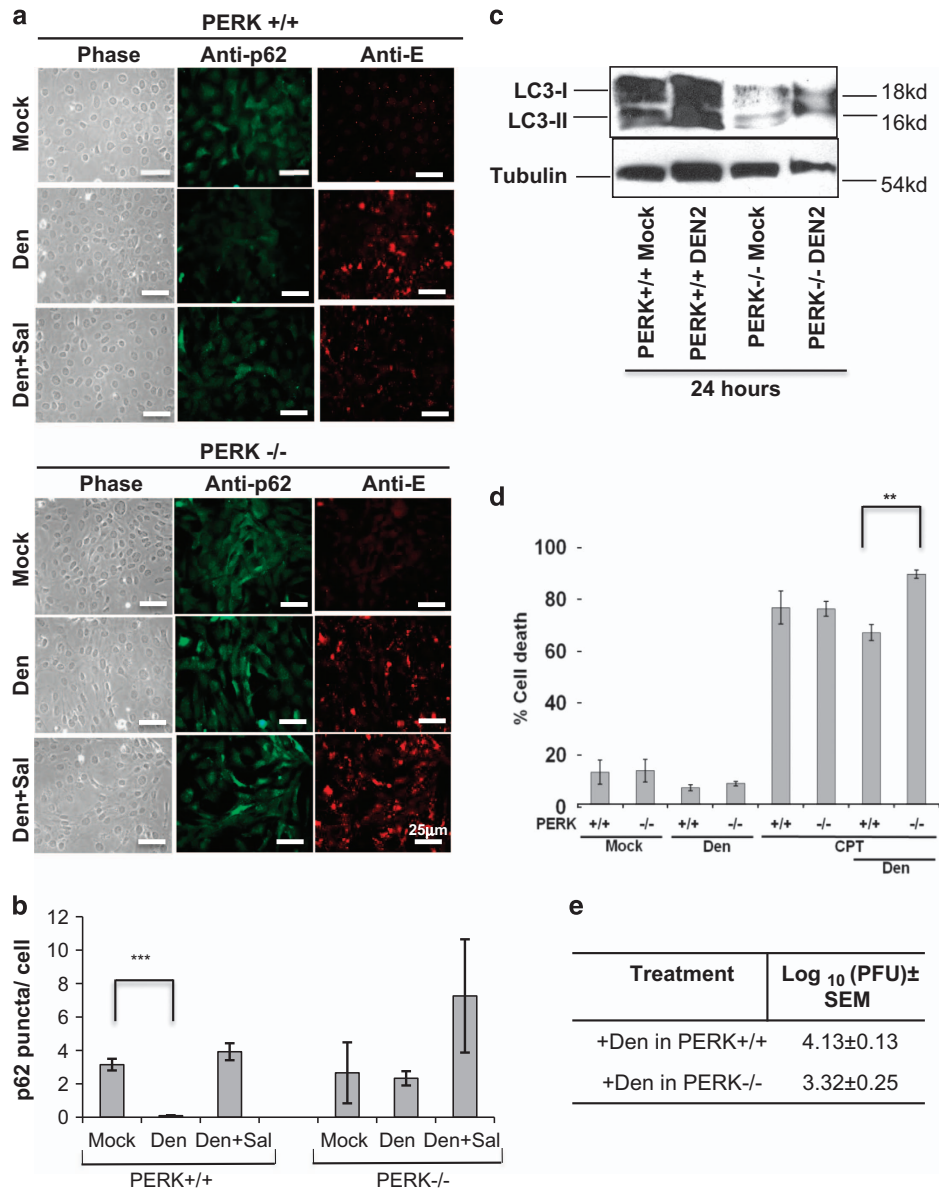 a
PERK +/+
Phase Anti-p62 Anti-E
Mock
Den
Den+Sal
PERK -/-
Phase Anti-p62 Anti-E
Mock
Den
Den+Sal
25µm
b
p62 puncta/ cell
12
10
8
6
4
2
0
***
Mock Den Den+Sal Mock Den Den+Sal
PERK+/+ PERK-/-
c
LC3-I
LC3-II
Tubulin
18kd
16kd
54kd
PERK+/+ Mock
PERK+/+ DEN2
PERK-/- Mock
PERK-/- DEN2
24 hours
d
**
% Cell death
100
80
60
40
20
0
PERK +/+ -/- +/+ -/- +/+ -/- +/+ -/-
Mock Den CPT
Den
e
Treatment Log 10 (PFU)±
SEM
+Den in PERK+/+ 4.13±0.13
+Den in PERK-/- 3.32±0.25